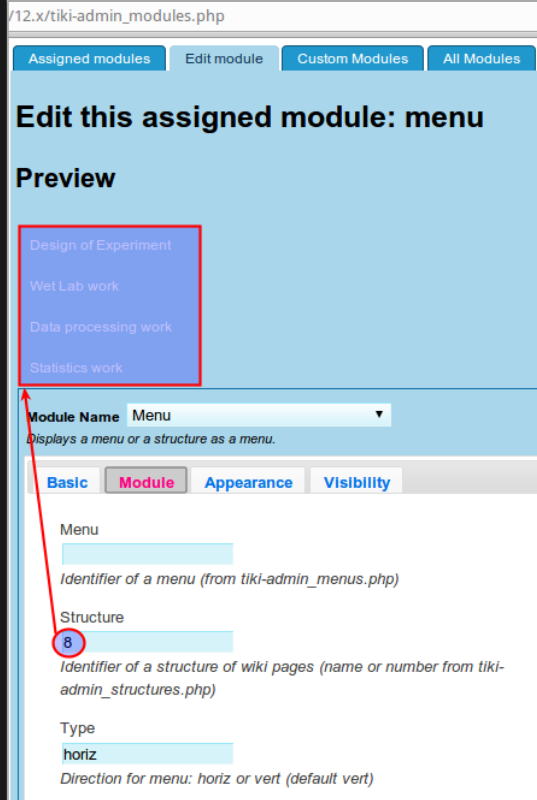 /12.x/tiki-admin_modules.php
Assigned modules Edit module Custom Modules All Modules
Edit this assigned module: menu
Preview
Design of Experiment
Wet Lab work
Data processing work
Statistics work
Module Name Menu
Displays a menu or a structure as a menu.
Basic Module Appearance Visibility
Menu
Identifier of a menu (from tiki-admin_menus.php)
Structure
8
Identifier of a structure of wiki pages (name or number from tiki-
admin_structures.php)
Type
horiz
Direction for menu: horiz or vert (default vert)